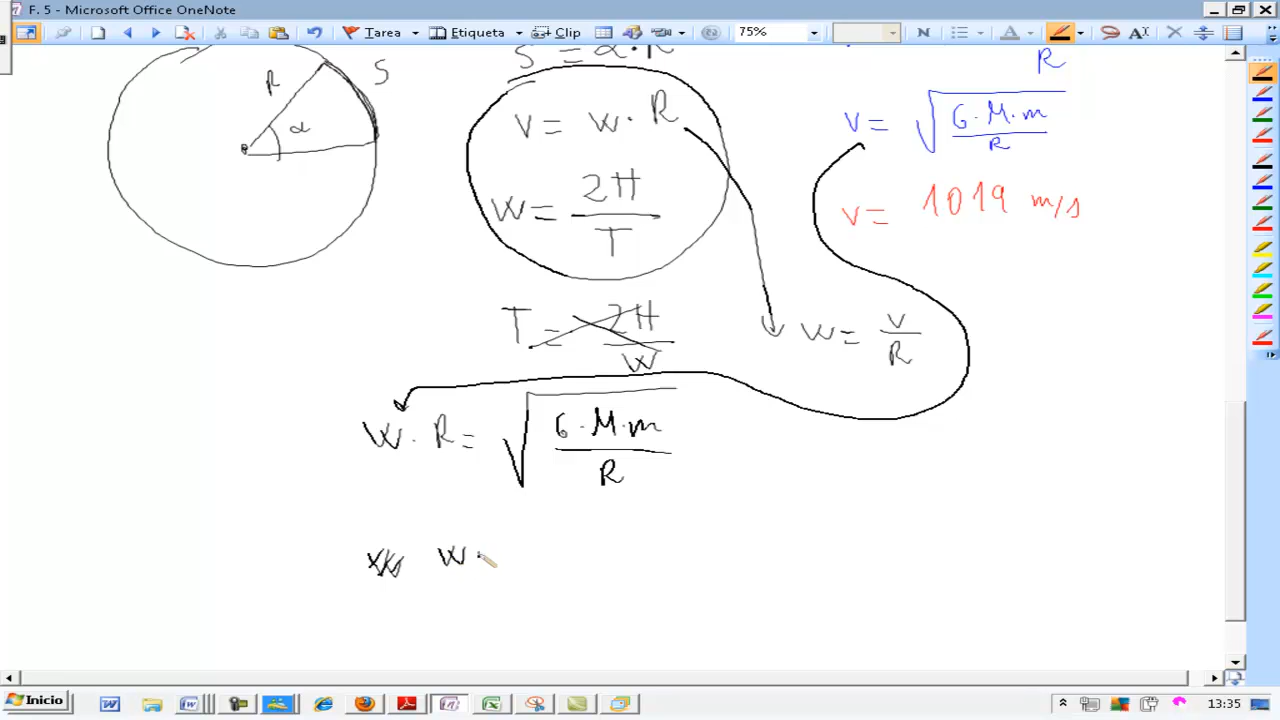 F. 5 - Microsoft Office OneNote
Tarea
Etiqueta
Clip
75%
N
A
S = α · R
R
S
α
v = w · R
w = 2π / T
T = 2π / w
w = v / R
R
v = √(G · M · m / R)
v = 1019 m/s
w · R = √(G · M · m / R)
w ·
Inicio
13:35